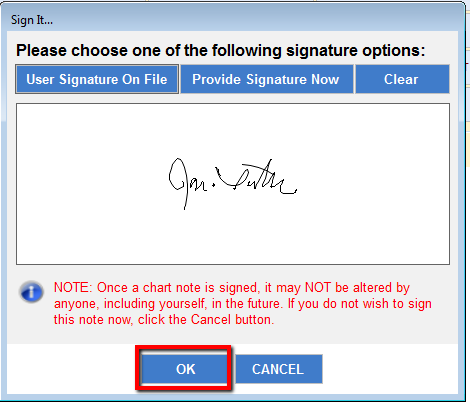 Sign It...
Please choose one of the following signature options:
User Signature On File Provide Signature Now Clear
NOTE: Once a chart note is signed, it may NOT be altered by
anyone, including yourself, in the future. If you do not wish to sign
this note now, click the Cancel button.
OK CANCEL